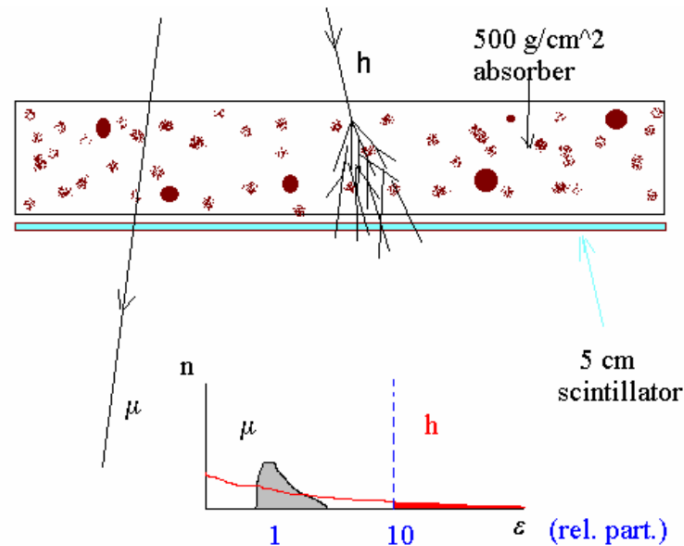 500 g/cm^2
absorber
h
5 cm
scintillator
μ
n
μ
h
1
10
ε
(rel. part.)